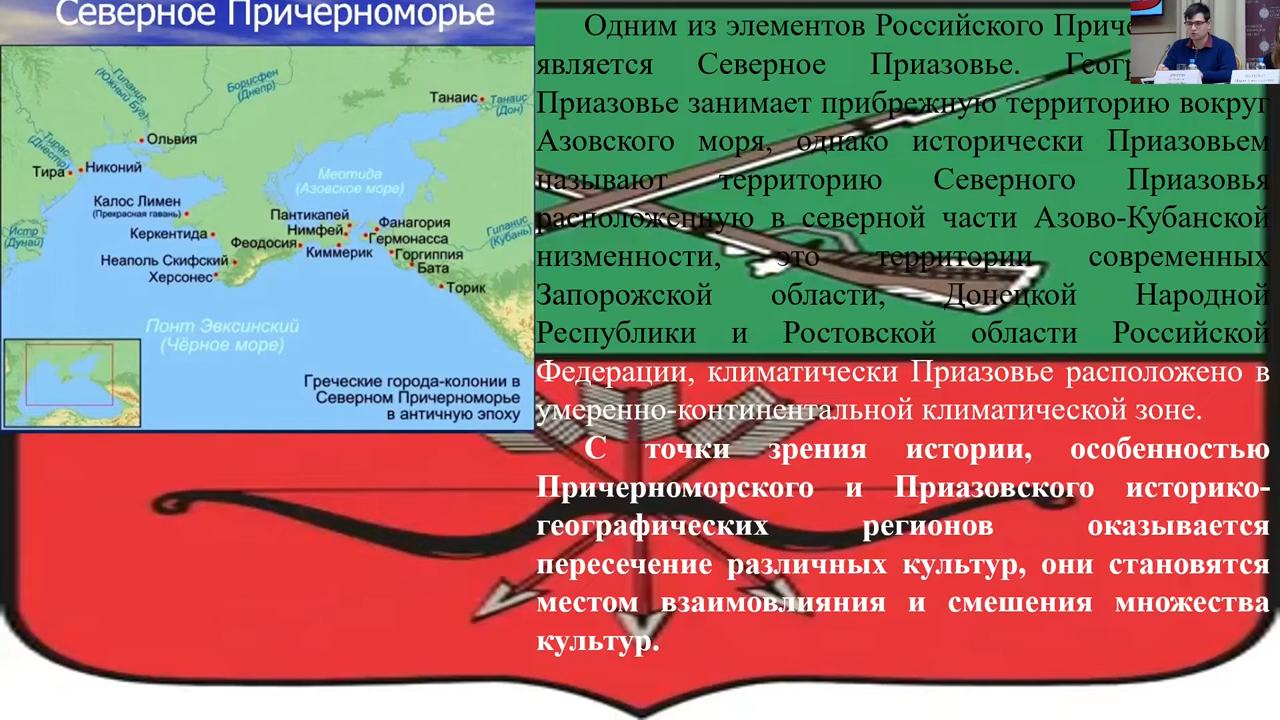 Северное Причерноморье
Гипанис
(Южный Буг)
Борисфен
(Днепр)
Танаис
Танаис
(Дон)
Ольвия
Тирас
(Днестр)
Тира
Никоний
Меотида
(Азовское море)
Калос Лимен
(Прекрасная гавань)
Пантикапей
Нимфей
Фанагория
Гермонасса
Истр
(Дунай)
Керкентида
Феодосия
Киммерик
Горгиппия
Гипанис
(Кубань)
Неаполь Скифский
Бата
Херсонес
Торик
Понт Эвксинский
(Чёрное море)
Греческие города-колонии в
Северном Причерноморье
в античную эпоху
Одним из элементов Российского
является Северное Приазовье.
Приазовье занимает прибрежную территорию вокруг
Азовского моря, однако исторически Приазовьем
называют территорию Северного Приазовья
расположенную в северной части Азово-Кубанской
низменности, это территории современных
Запорожской области, Донецкой Народной
Республики и Ростовской области Российской
Федерации, климатически Приазовье расположено в
умеренно-континентальной климатической зоне.
С точки зрения истории, особенностью
Причерноморского и Приазовского историко-
географических регионов оказывается
пересечение различных культур, они становятся
местом взаимовлияния и смешения множества
культур.